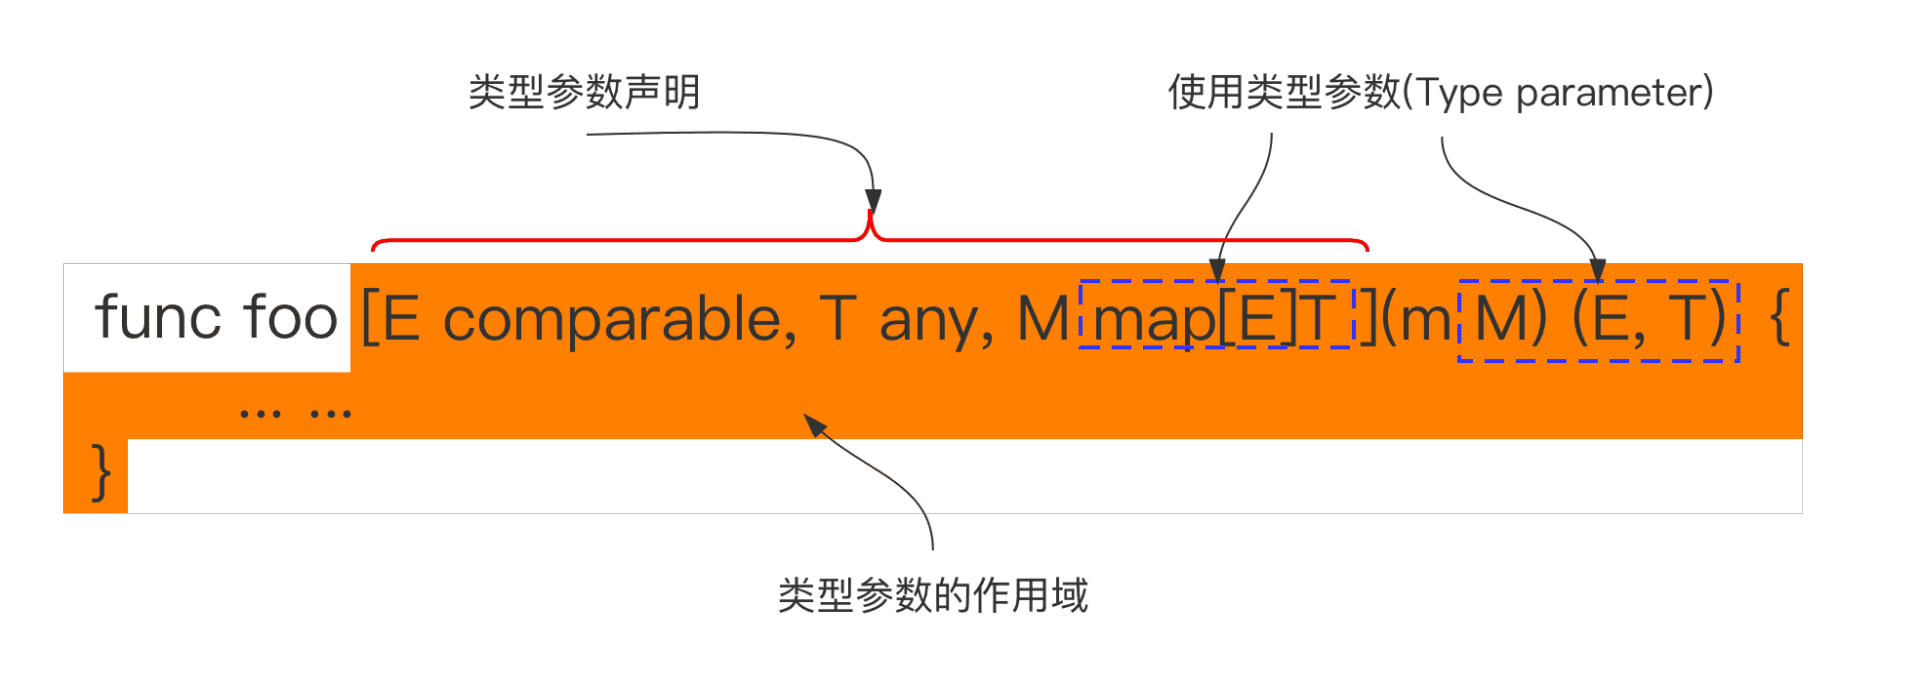 类型参数声明
使用类型参数(Type parameter)
func foo [E comparable, T any, M map[E]T ](m M) (E, T) {
... ...
}
类型参数的作用域